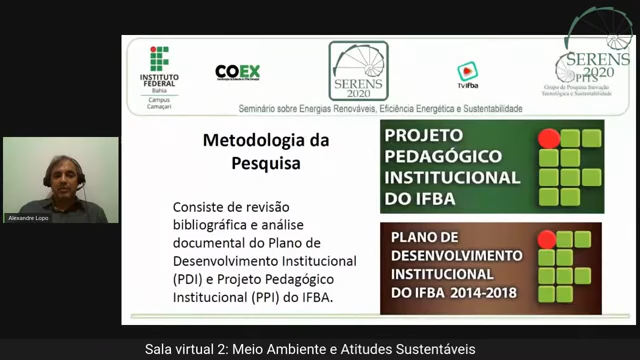 SERENS
2020
PITS
Grupo de Pesquisa Inovação
Tecnológica e Sustentabilidade
INSTITUTO
FEDERAL
Bahia
Campus
Camaçari
COEX
SERENS
2020
TV ifba
Seminário sobre Energias Renováveis, Eficiência Energética e Sustentabilidade
Metodologia da
Pesquisa
Consiste de revisão
bibliográfica e análise
documental do Plano de
Desenvolvimento Institucional
(PDI) e Projeto Pedagógico
Institucional (PPI) do IFBA.
PROJETO
PEDAGÓGICO
INSTITUCIONAL
DO IFBA
PLANO DE
DESENVOLVIMENTO
INSTITUCIONAL
DO IFBA 2014-2018
Alexandre Lopo
Sala virtual 2: Meio Ambiente e Atitudes Sustentáveis